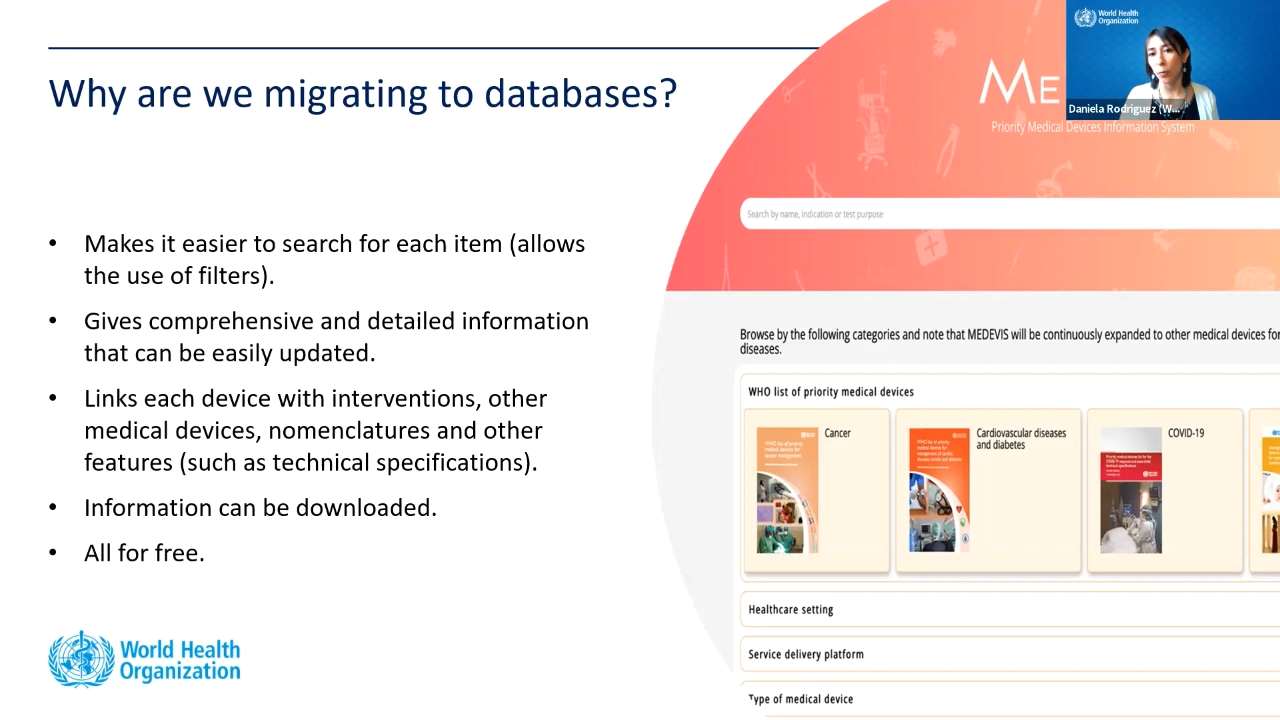 Why are we migrating to databases?
• Makes it easier to search for each item (allows
the use of filters).
• Gives comprehensive and detailed information
that can be easily updated.
• Links each device with interventions, other
medical devices, nomenclatures and other
features (such as technical specifications).
• Information can be downloaded.
• All for free.
World Health
Organization
ME
Priority Medical Devices Information System
Search by name, indication or test purpose
Browse by the following categories and note that MEDEVIS will be continuously expanded to other medical devices for
diseases.
WHO list of priority medical devices
Cancer
Cardiovascular diseases
and diabetes
COVID-19
Healthcare setting
Service delivery platform
Type of medical device
World Health
Organization
Daniela Rodriguez (W...